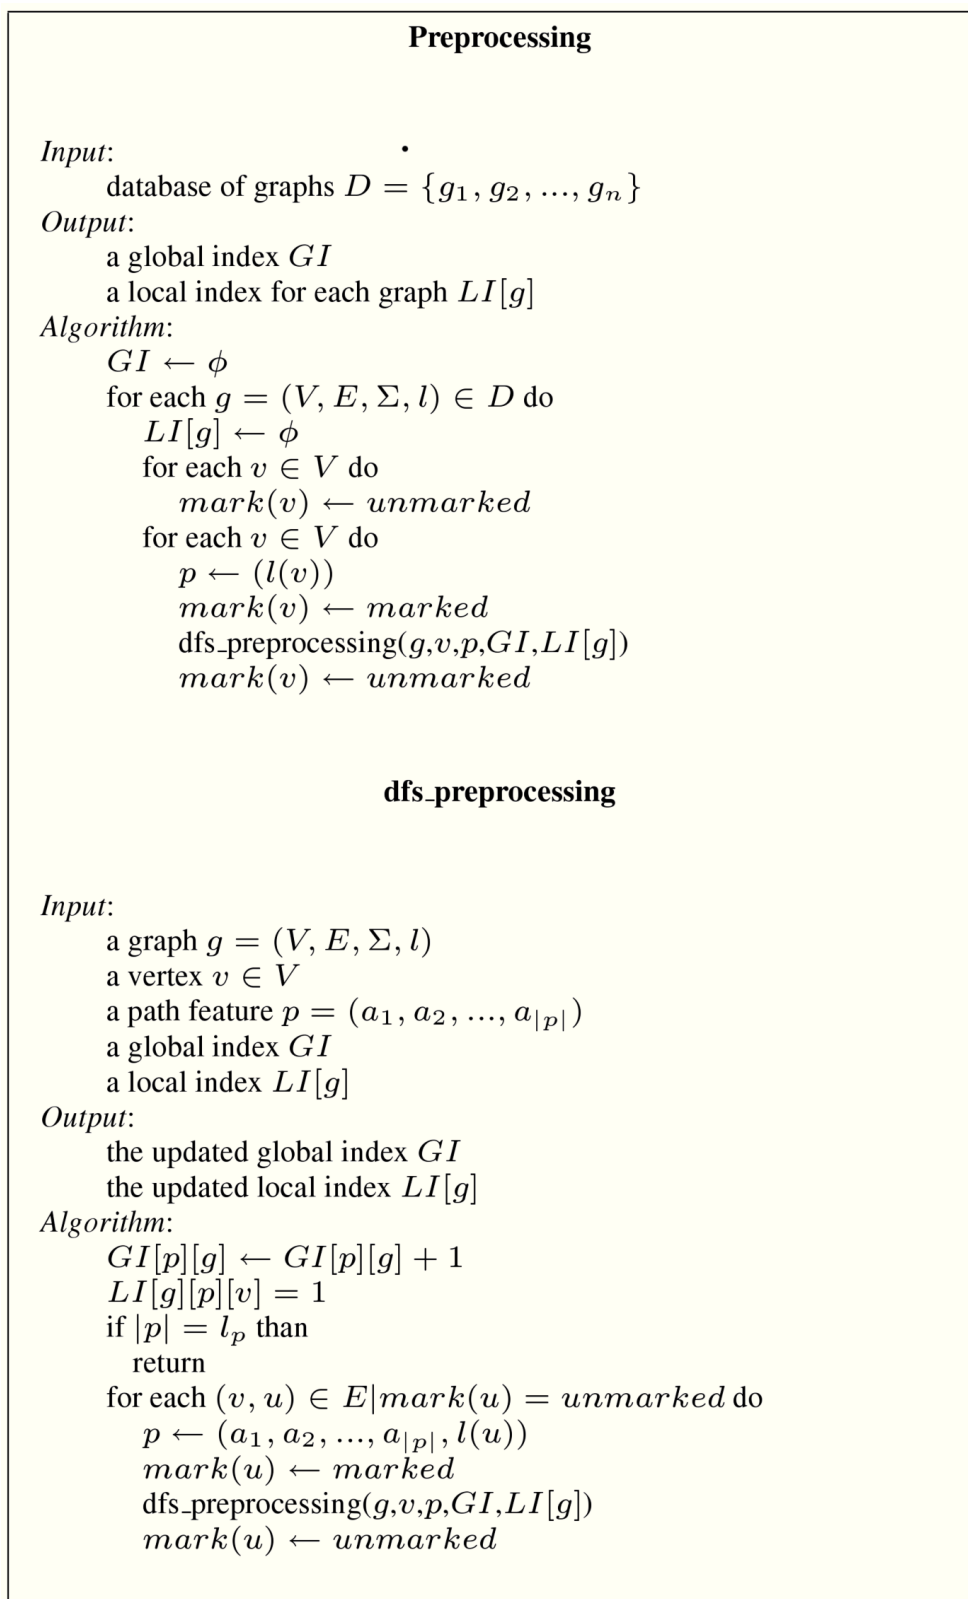 Preprocessing
Input:
database of graphs D = {g₁, g₂, ..., gₙ}
Output:
a global index GI
a local index for each graph LI[g]
Algorithm:
GI ← ϕ
for each g = (V, E, Σ, l) ∈ D do
LI[g] ← ϕ
for each v ∈ V do
mark(v) ← unmarked
for each v ∈ V do
p ← (l(v))
mark(v) ← marked
dfs_preprocessing(g,v,p,GI,LI[g])
mark(v) ← unmarked
dfs_preprocessing
Input:
a graph g = (V, E, Σ, l)
a vertex v ∈ V
a path feature p = (a₁, a₂, ..., a_|p|)
a global index GI
a local index LI[g]
Output:
the updated global index GI
the updated local index LI[g]
Algorithm:
GI[p][g] ← GI[p][g] + 1
LI[g][p][v] = 1
if |p| = lₚ than
return
for each (v, u) ∈ E|mark(u) = unmarked do
p ← (a₁, a₂, ..., a_|p|, l(u))
mark(u) ← marked
dfs_preprocessing(g,v,p,GI,LI[g])
mark(u) ← unmarked